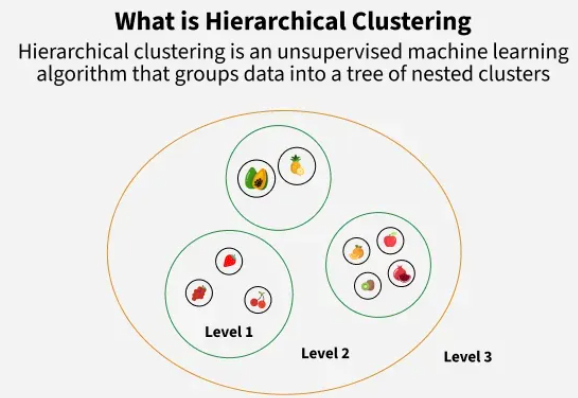 What is Hierarchical Clustering
Hierarchical clustering is an unsupervised machine learning
algorithm that groups data into a tree of nested clusters
Level 1
Level 2
Level 3